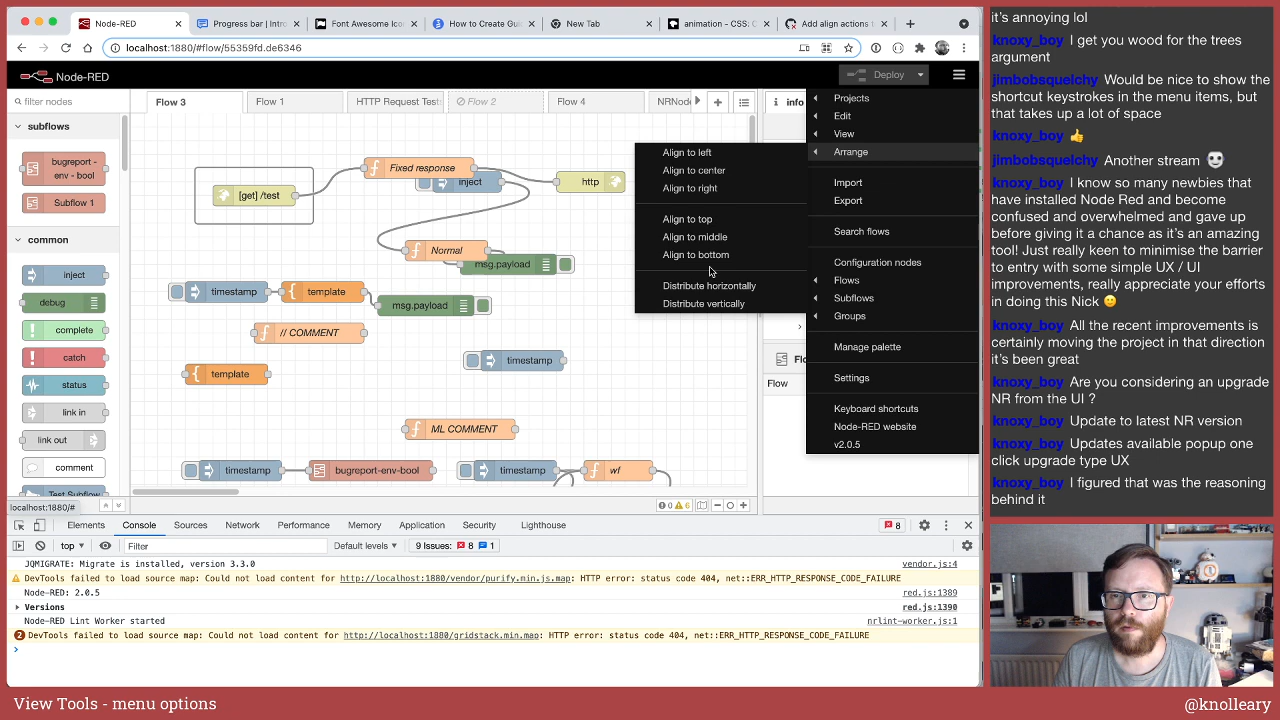 Node-RED
Progress bar | Intro
Font Awesome Icon
How to Create Gu
New Tab
animation - CSS: C
Add align actions f
localhost:1880/#flow/55359fd.de6346
Node-RED
Deploy
filter nodes
Flow 3
Flow 1
HTTP Request Test
Flow 2
Flow 4
NRNode
info
subflows
bugreport -
env - bool
Subflow 1
common
inject
debug
complete
catch
status
link in
link out
comment
Test Subflow
[get] /test
Fixed response
inject
http
Normal
msg.payload
timestamp
template
msg.payload
// COMMENT
timestamp
template
ML COMMENT
timestamp
bugreport-env-bool
timestamp
wf
Align to left
Align to center
Align to right
Align to top
Align to middle
Align to bottom
Distribute horizontally
Distribute vertically
Projects
Edit
View
Arrange
Import
Export
Search flows
Configuration nodes
Flows
Subflows
Groups
Manage palette
Settings
Keyboard shortcuts
Node-RED website
v2.0.5
Flo
Flow
localhost:1880/#
0 6
Elements
Console
Sources
Network
Performance
Memory
Application
Security
Lighthouse
8
top
Filter
Default levels
9 Issues: 8 1
JQMIGRATE: Migrate is installed, version 3.3.0 vendor.js:4
DevTools failed to load source map: Could not load content for http://localhost:1880/vendor/purify.min.js.map: HTTP error: status code 404, net::ERR_HTTP_RESPONSE_CODE_FAILURE
Node-RED: 2.0.5 red.js:1389
Versions red.js:1390
Node-RED Lint Worker started nrlint-worker.js:1
2 DevTools failed to load source map: Could not load content for http://localhost:1880/gridstack.min.map: HTTP error: status code 404, net::ERR_HTTP_RESPONSE_CODE_FAILURE
it's annoying lol
knoxy_boy I get you wood for the trees
argument
jimbobsquelchy Would be nice to show the
shortcut keystrokes in the menu items, but
that takes up a lot of space
knoxy_boy 👍
jimbobsquelchy Another stream
knoxy_boy I know so many newbies that
have installed Node Red and become
confused and overwhelmed and gave up
before giving it a chance as it's an amazing
tool! Just really keen to minimise the barrier
to entry with some simple UX / UI
improvements, really appreciate your efforts
in doing this Nick 🙂
knoxy_boy All the recent improvements is
certainly moving the project in that direction
it's been great
knoxy_boy Are you considering an upgrade
NR from the UI ?
knoxy_boy Update to latest NR version
knoxy_boy Updates available popup one
click upgrade type UX
knoxy_boy I figured that was the reasoning
behind it
View Tools - menu options
@knolleary